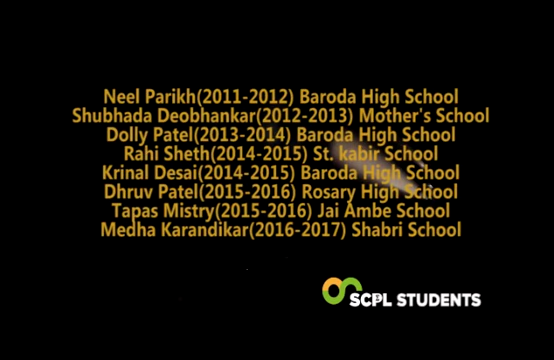 Neel Parikh(2011-2012) Baroda High School
Shubhada Deobhankar(2012-2013) Mother's School
Dolly Patel(2013-2014) Baroda High School
Rahi Sheth(2014-2015) St. kabir School
Krinal Desai(2014-2015) Baroda High School
Dhruv Patel(2015-2016) Rosary High School
Tapas Mistry(2015-2016) Jai Ambe School
Medha Karandikar(2016-2017) Shabri School
SCPL STUDENTS